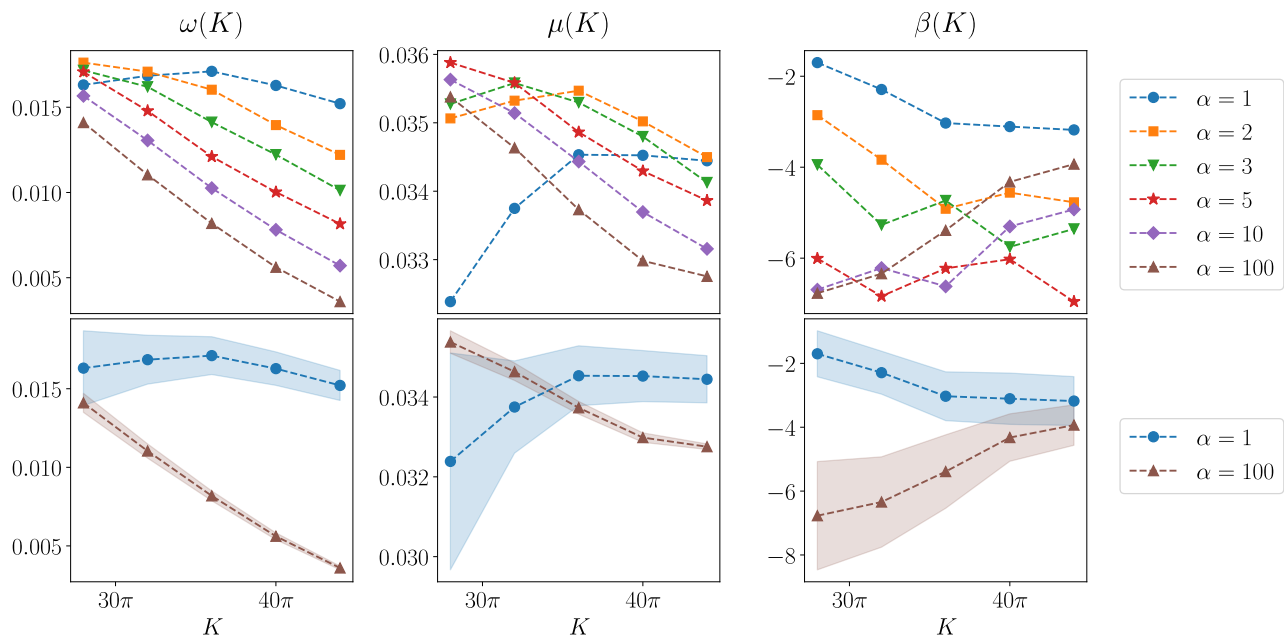 ω(K)
μ(K)
β(K)
0.015
0.010
0.005
0.036
0.035
0.034
0.033
−2
−4
−6
α = 1
α = 2
α = 3
α = 5
α = 10
α = 100
0.015
0.010
0.005
0.034
0.032
0.030
−2
−4
−6
−8
α = 1
α = 100
30π
40π
30π
40π
30π
40π
K
K
K